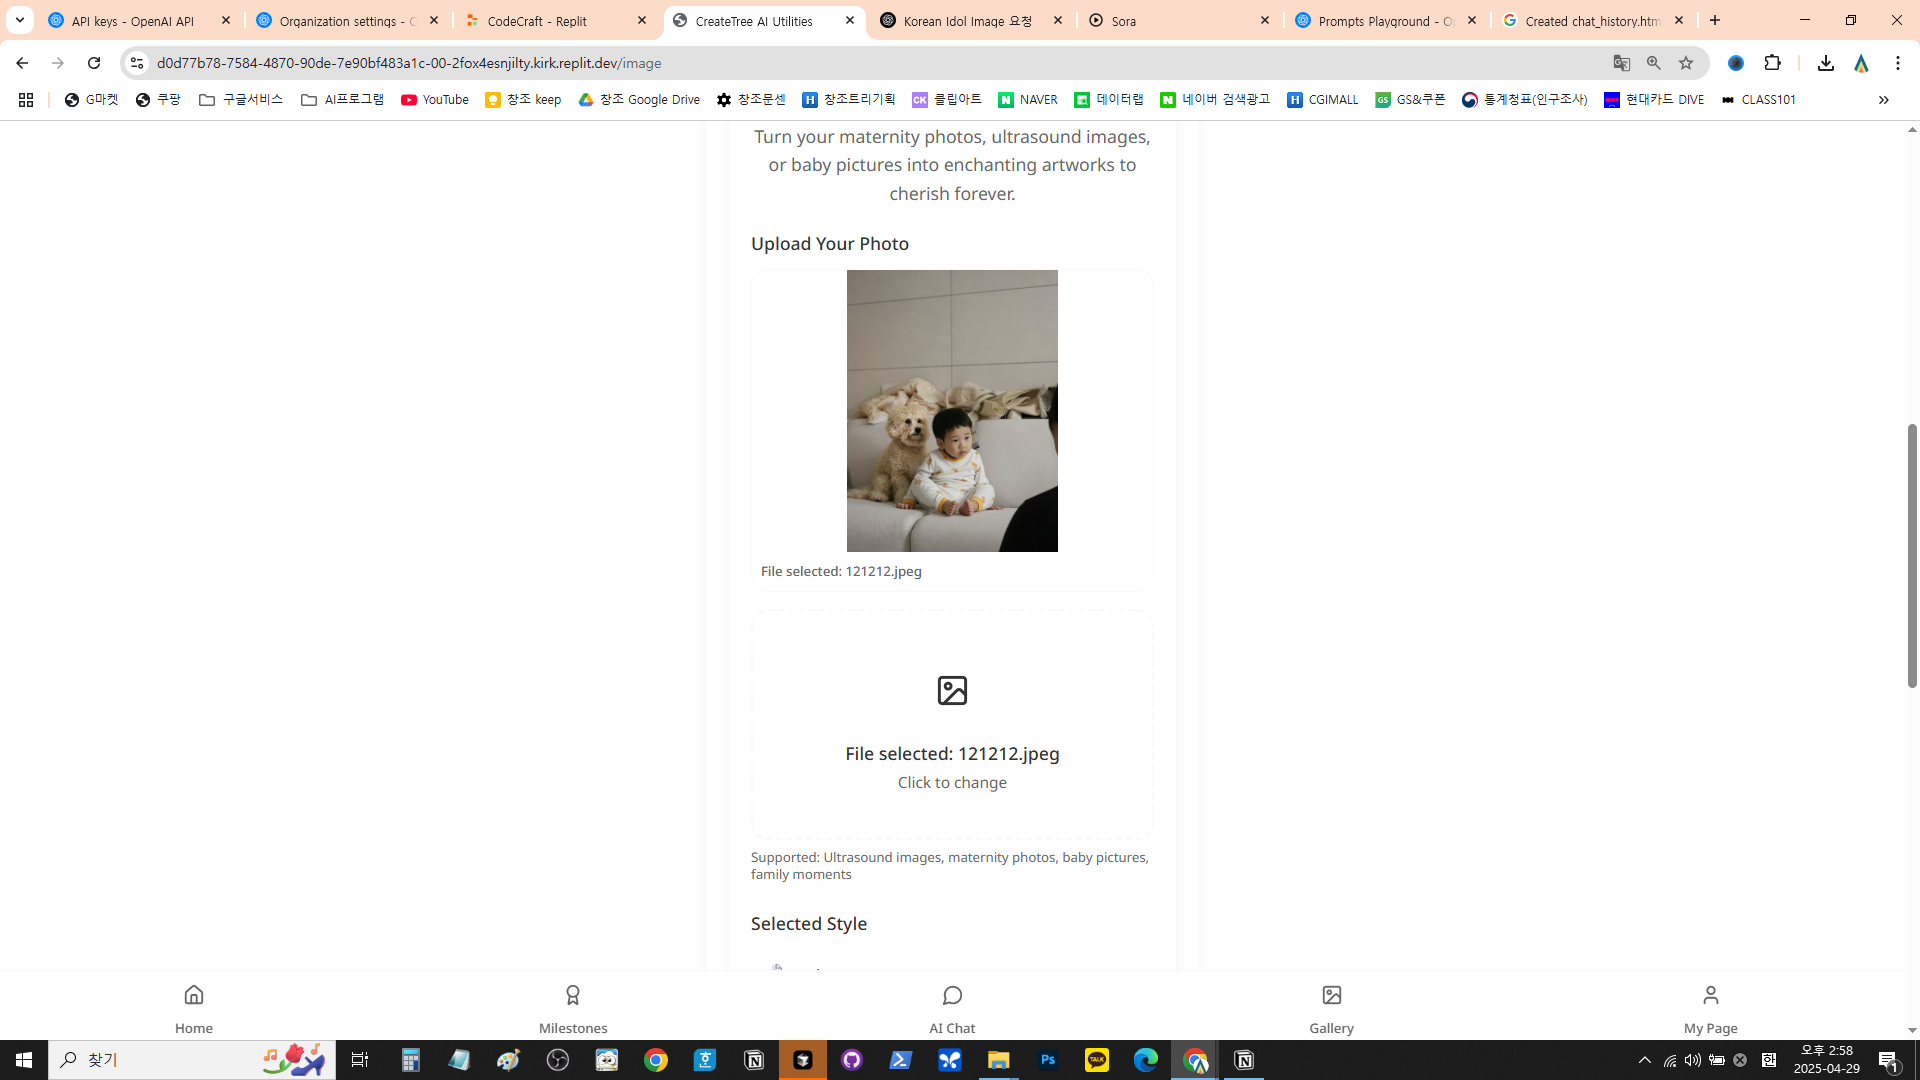 API keys - OpenAI API
Organization settings - O
CodeCraft - Replit
CreateTree AI Utilities
Korean Idol Image 요청
Sora
Prompts Playground - O
Created chat_history.htm
d0d77b78-7584-4870-90de-7e90bf483a1c-00-2fox4esnjilty.kirk.replit.dev/image
G마켓
쿠팡
구글서비스
AI프로그램
YouTube
창조 keep
창조 Google Drive
창조문센
창조트리기획
클립아트
NAVER
데이터랩
네이버 검색광고
CGIMALL
GS&쿠폰
통계청표(인구조사)
현대카드 DIVE
CLASS101
Turn your maternity photos, ultrasound images,
or baby pictures into enchanting artworks to
cherish forever.
Upload Your Photo
File selected: 121212.jpeg
File selected: 121212.jpeg
Click to change
Supported: Ultrasound images, maternity photos, baby pictures,
family moments
Selected Style
Home
Milestones
AI Chat
Gallery
My Page
찾기
Ps
TALK
오후 2:58
2025-04-29
1